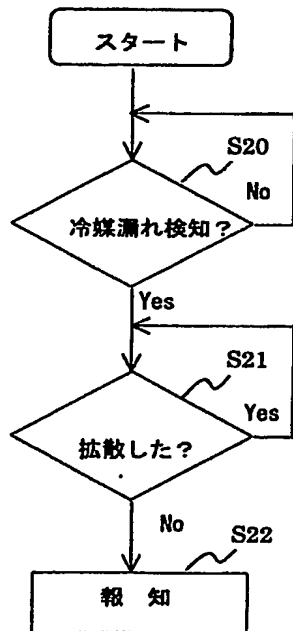 スタート
S20
No
冷媒漏れ検知？
Yes
S21
Yes
拡散した？
No
S22
報 知